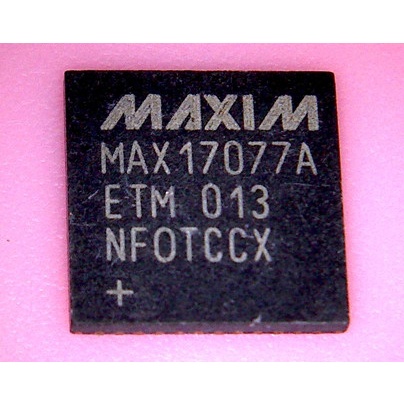 MAXIM
MAX17077A
ETM 013
NFOTCCX
+